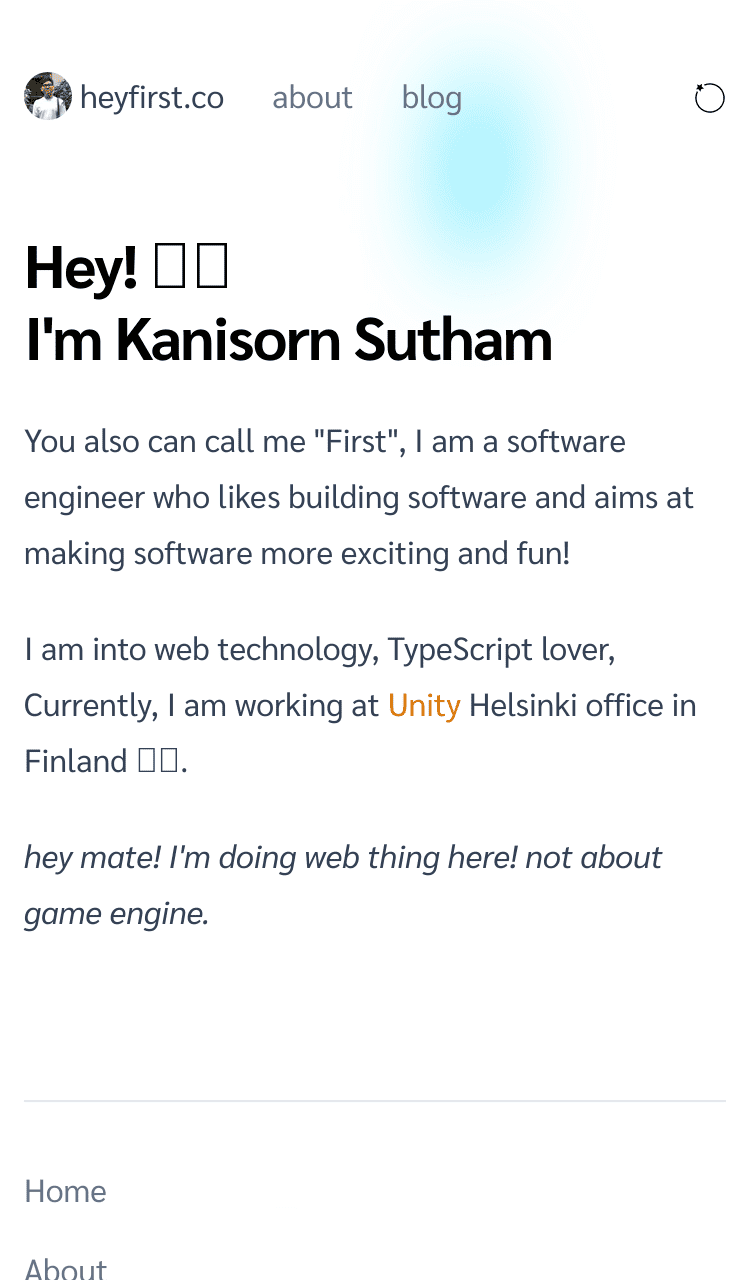 heyfirst.co about blog
Hey!
I'm Kanisorn Sutham
You also can call me "First", I am a software
engineer who likes building software and aims at
making software more exciting and fun!
I am into web technology, TypeScript lover,
Currently, I am working at Unity Helsinki office in
Finland .
hey mate! I'm doing web thing here! not about
game engine.
Home
About